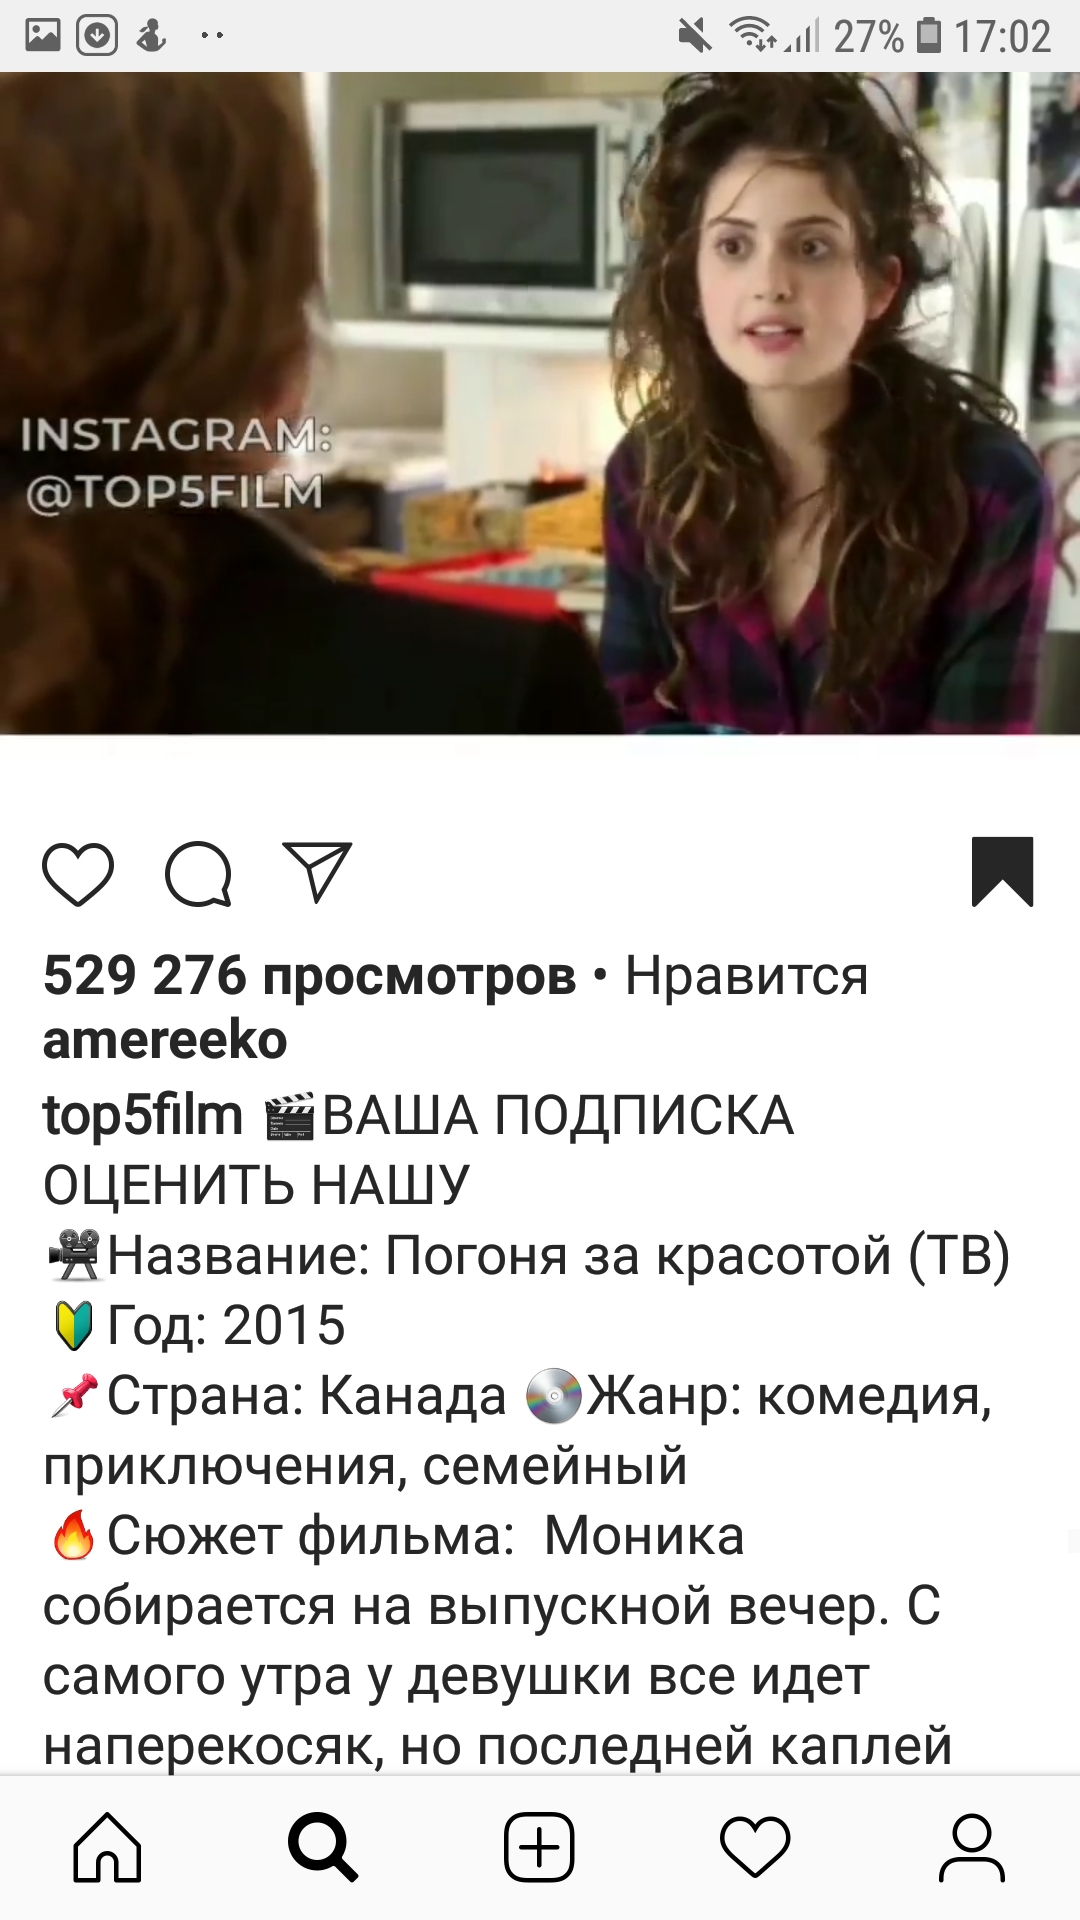 27% 17:02
INSTAGRAM:
@TOP5FILM
529 276 просмотров • Нравится
amereeko
top5film 🎬ВАША ПОДПИСКА
ОЦЕНИТЬ НАШУ
🎥Название: Погоня за красотой (ТВ)
🔰Год: 2015
📌Страна: Канада 💿Жанр: комедия,
приключения, семейный
🔥Сюжет фильма:  Моника
собирается на выпускной вечер. С
самого утра у девушки все идет
наперекосяк, но последней каплей